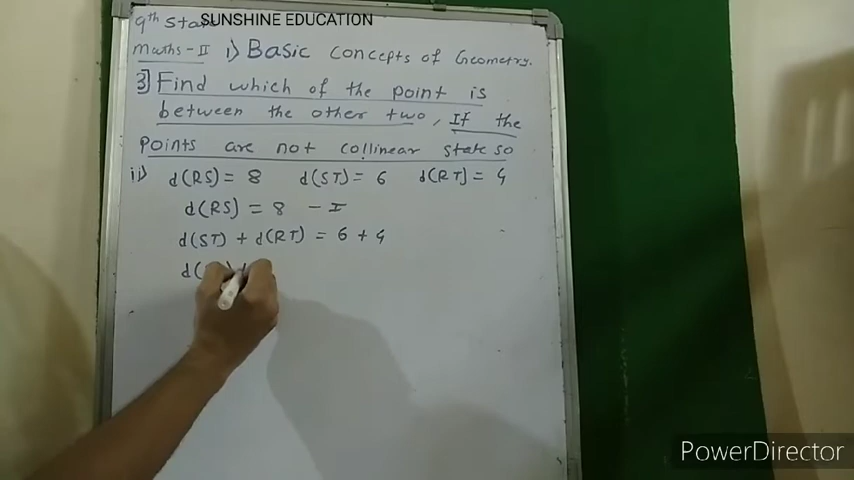 SUNSHINE EDUCATION
9th
Maths-II i) Basic concepts of Geometry.
3] Find which of the point is
between the other two, If the
points are not collinear state so
ii) d(RS) = 8 d(ST) = 6 d(RT) = 4
d(RS) = 8 - I
d(ST) + d(RT) = 6 + 4
d(
PowerDirector